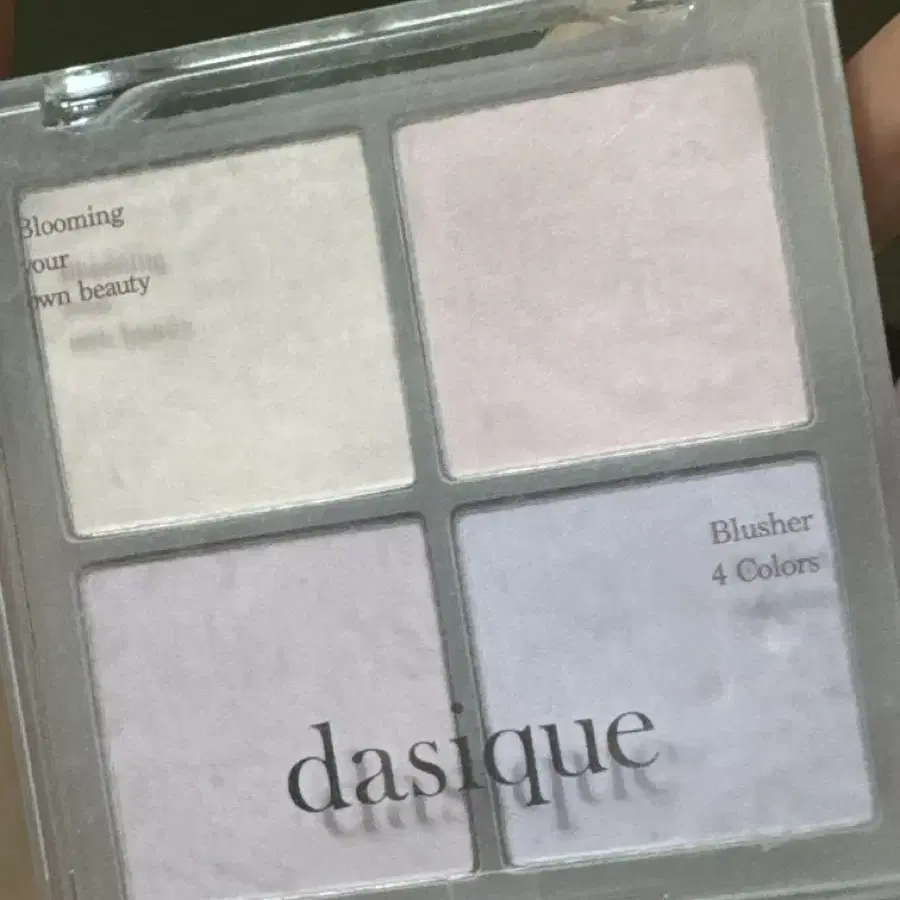 Blooming
your
own beauty
Blusher
4 Colors
dasique